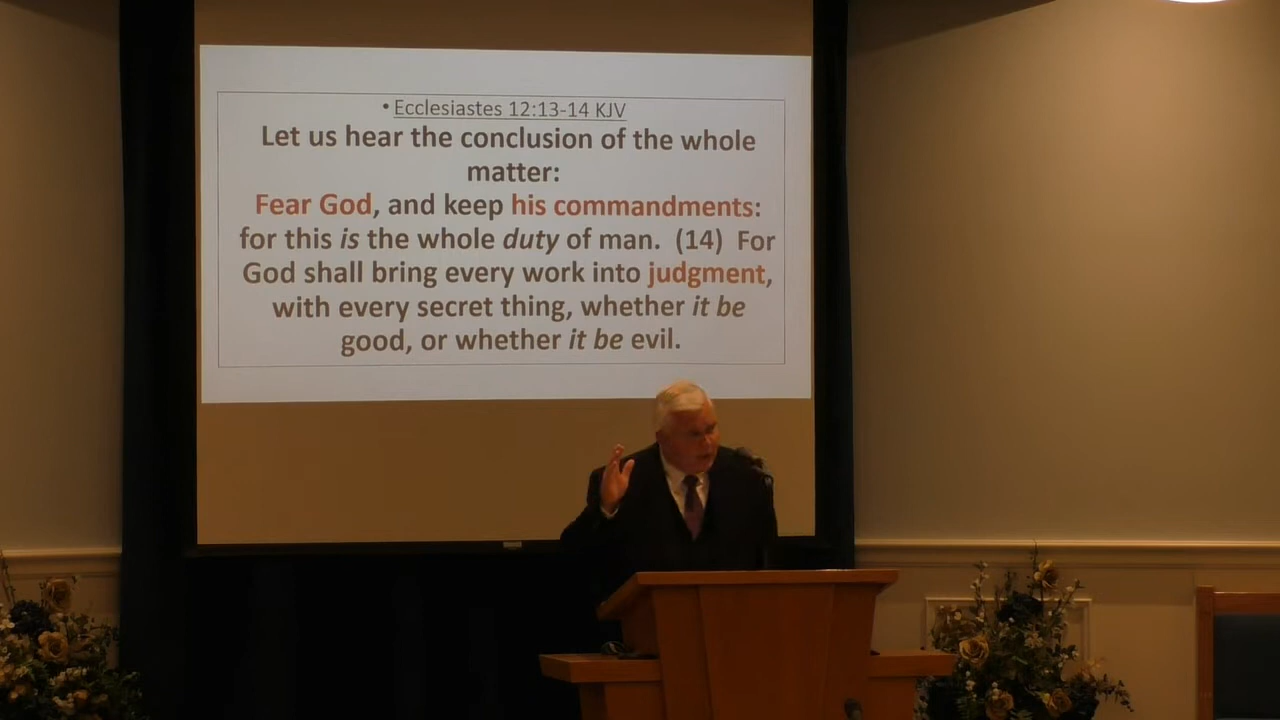 • Ecclesiastes 12:13-14 KJV
Let us hear the conclusion of the whole
matter:
Fear God, and keep his commandments:
for this is the whole duty of man. (14) For
God shall bring every work into judgment,
with every secret thing, whether it be
good, or whether it be evil.